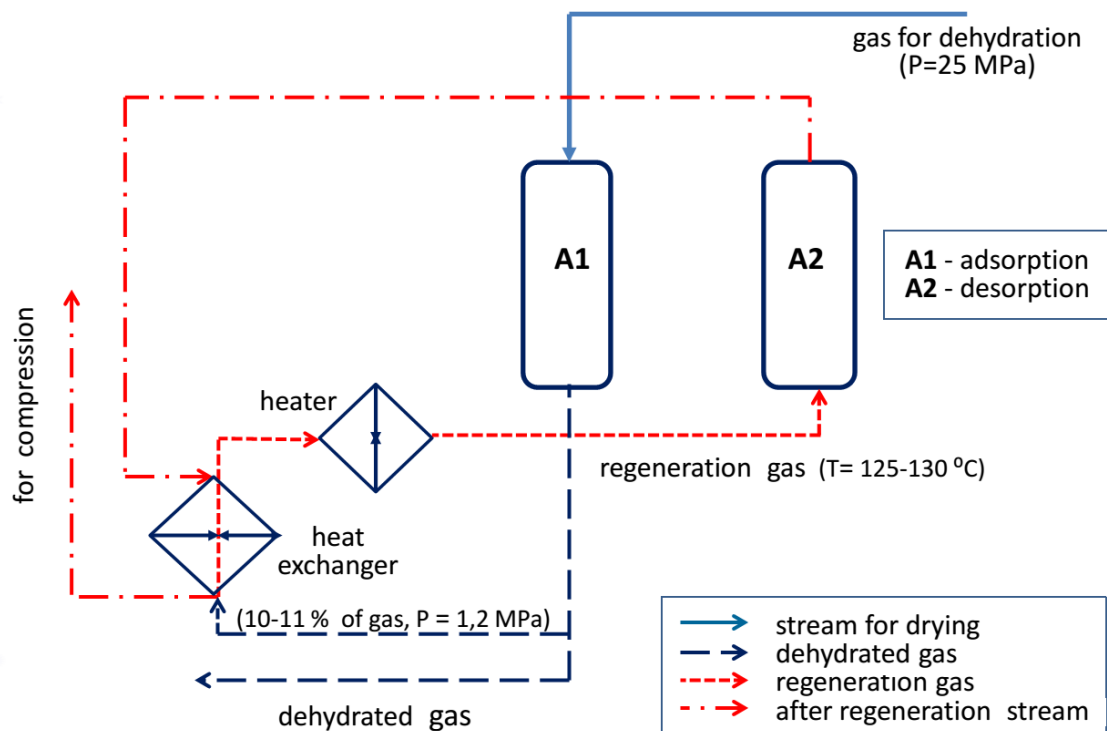 gas for dehydration
(P=25 MPa)
A1
A2
A1 - adsorption
A2 - desorption
for compression
heater
regeneration gas (T= 125-130 ⁰C)
heat
exchanger
(10-11 % of gas, P = 1,2 MPa)
dehydrated gas
stream for drying
dehydrated gas
regeneration gas
after regeneration stream